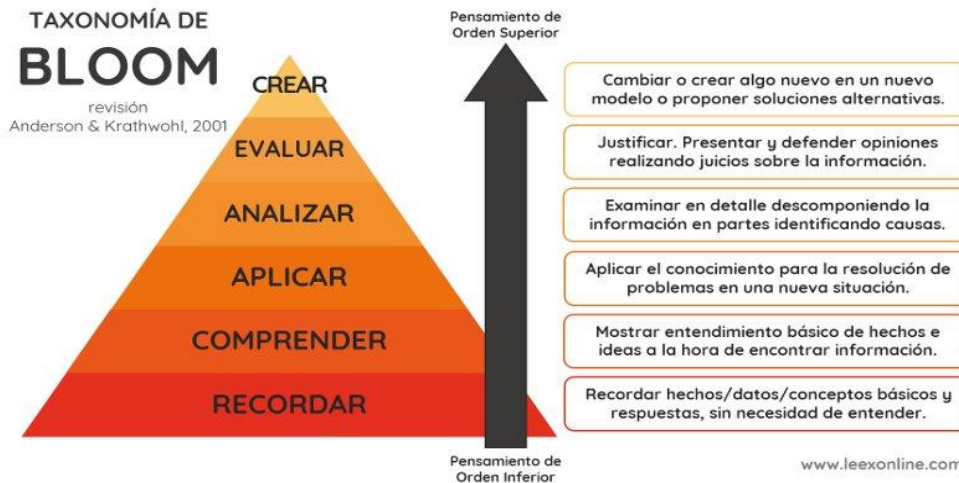 TAXONOMÍA DE
BLOOM
revisión
Anderson & Krathwohl, 2001
CREAR
EVALUAR
ANALIZAR
APLICAR
COMPRENDER
RECORDAR
Pensamiento de
Orden Superior
Pensamiento de
Orden Inferior
Cambiar o crear algo nuevo en un nuevo
modelo o proponer soluciones alternativas.
Justificar. Presentar y defender opiniones
realizando juicios sobre la información.
Examinar en detalle descomponiendo la
información en partes identificando causas.
Aplicar el conocimiento para la resolución de
problemas en una nueva situación.
Mostrar entendimiento básico de hechos e
ideas a la hora de encontrar información.
Recordar hechos/datos/conceptos básicos y
respuestas, sin necesidad de entender.
www.leexonline.com